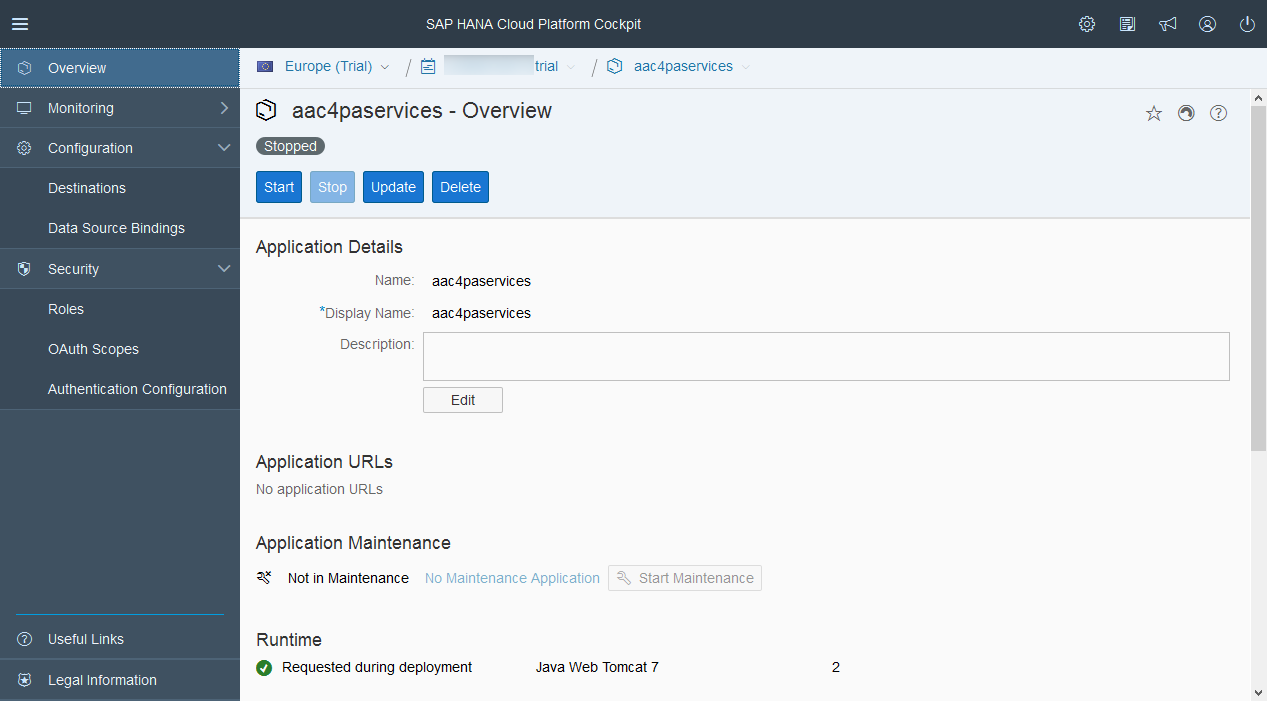 SAP HANA Cloud Platform Cockpit
Overview
Monitoring
Configuration
Destinations
Data Source Bindings
Security
Roles
OAuth Scopes
Authentication Configuration
Useful Links
Legal Information
Europe (Trial) / trial / aac4paservices
aac4paservices - Overview
Stopped
Start Stop Update Delete
Application Details
Name: aac4paservices
*Display Name: aac4paservices
Description:
Edit
Application URLs
No application URLs
Application Maintenance
Not in Maintenance No Maintenance Application Start Maintenance
Runtime
Requested during deployment Java Web Tomcat 7 2